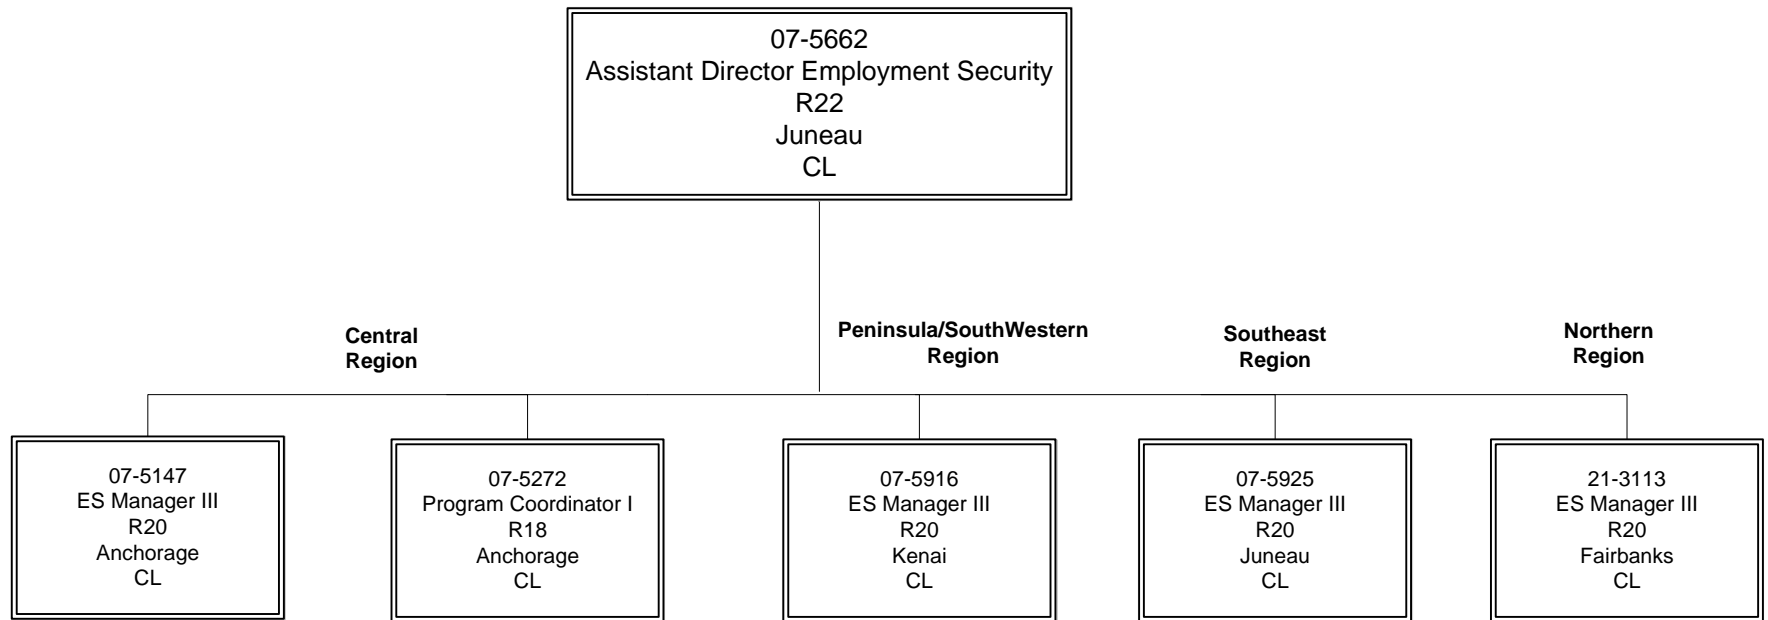 07-5662
Assistant Director Employment Security
R22
Juneau
CL
Central
Region
Peninsula/SouthWestern
Region
Southeast
Region
Northern
Region
07-5147
ES Manager III
R20
Anchorage
CL
07-5272
Program Coordinator I
R18
Anchorage
CL
07-5916
ES Manager III
R20
Kenai
CL
07-5925
ES Manager III
R20
Juneau
CL
21-3113
ES Manager III
R20
Fairbanks
CL